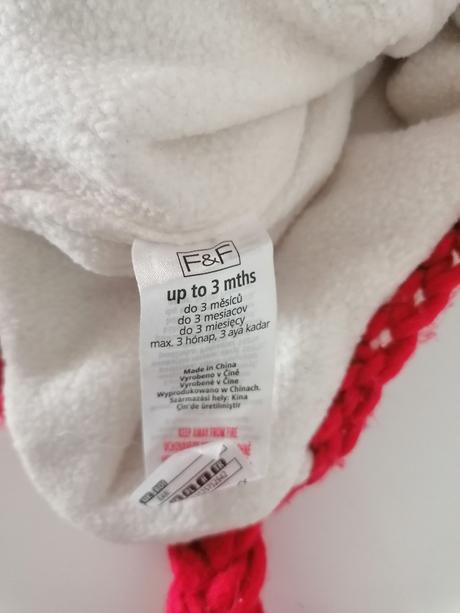 F&F
up to 3 mths
do 3 měsíců
do 3 mesiacov
do 3 miesięcy
max. 3 hónap, 3 aya kadar
Made in China
Vyrobeno v Číně
Vyrobené v Číne
Wyprodukowano w Chinach.
Származási hely: Kína
Çin'de üretilmiştir
KEEP AWAY FROM FIRE